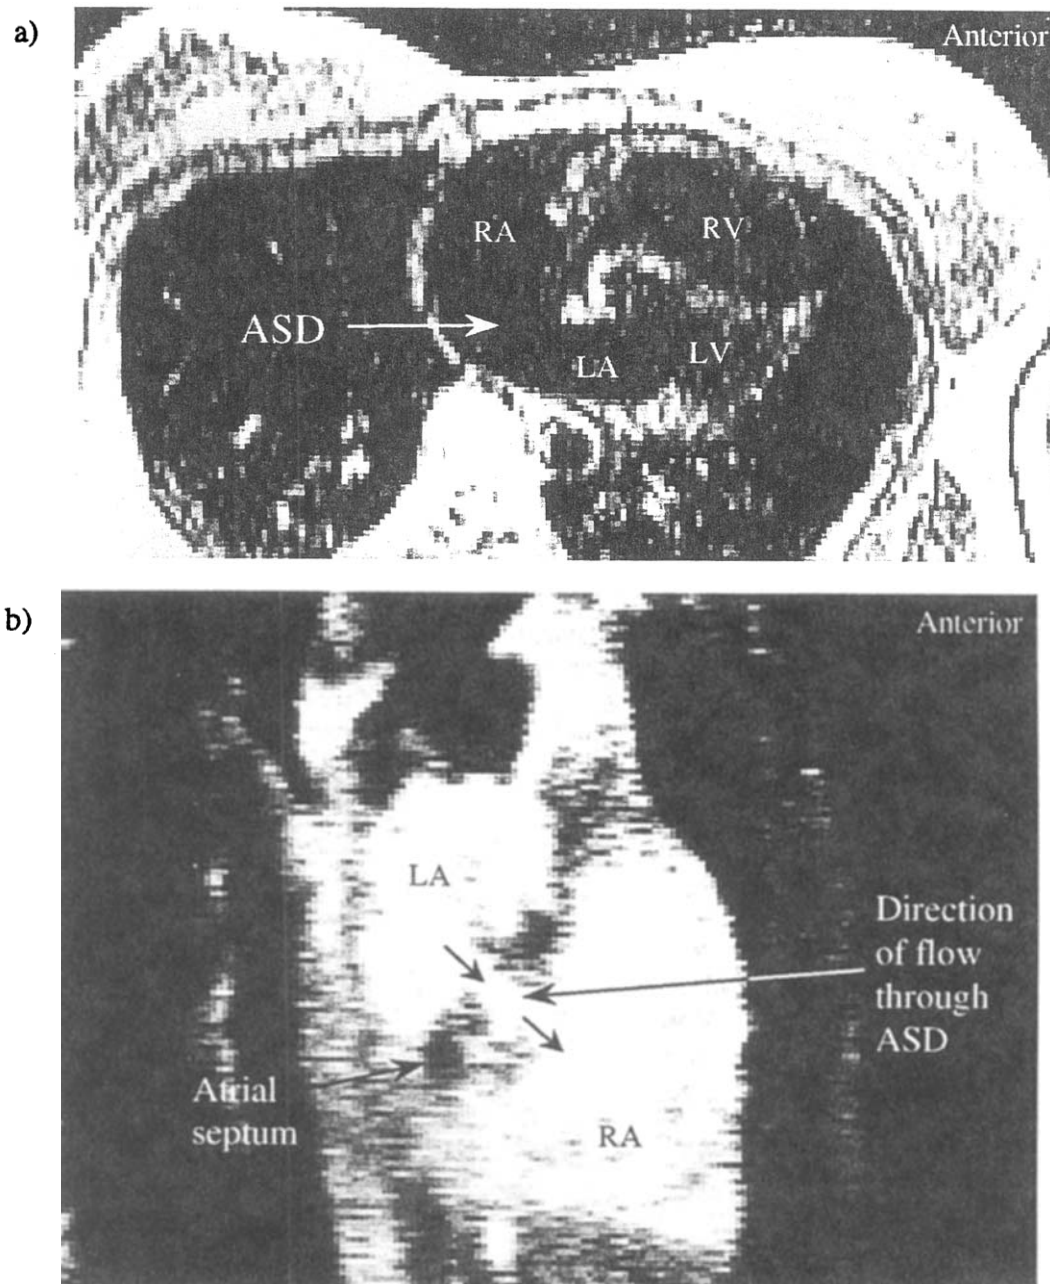 a)
Anterior
RA
RV
ASD
LA
LV
b)
Anterior
LA
Direction
of flow
through
ASD
Atrial
septum
RA